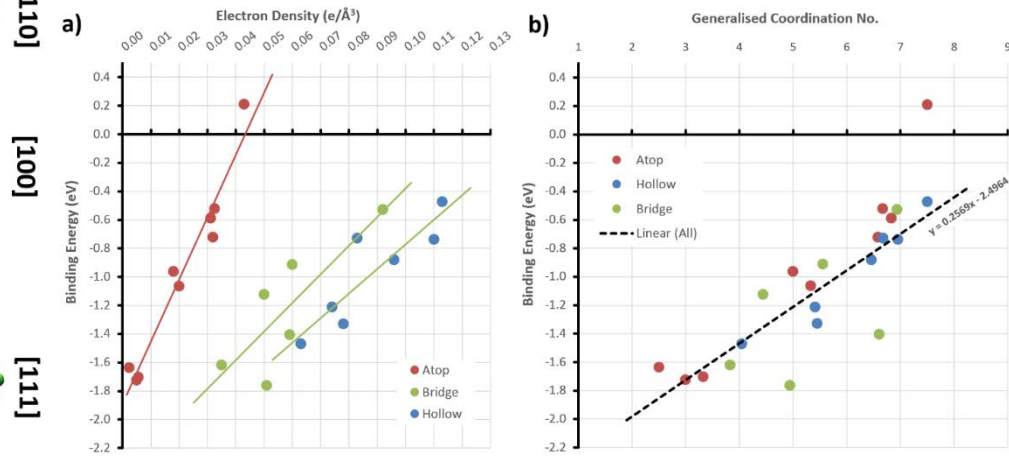 [110]
[100]
[111]
a)
Electron Density (e/Å³)
0.00 0.01 0.02 0.03 0.04 0.05 0.06 0.07 0.08 0.09 0.10 0.11 0.12 0.13
Binding Energy (eV)
0.4
0.2
0.0
-0.2
-0.4
-0.6
-0.8
-1.0
-1.2
-1.4
-1.6
-1.8
-2.0
-2.2
Atop
Bridge
Hollow
b)
Generalised Coordination No.
1 2 3 4 5 6 7 8 9
Binding Energy (eV)
0.4
0.2
0.0
-0.2
-0.4
-0.6
-0.8
-1.0
-1.2
-1.4
-1.6
-1.8
-2.0
-2.2
Atop
Hollow
Bridge
Linear (All)
y = 0.2569x - 2.4964